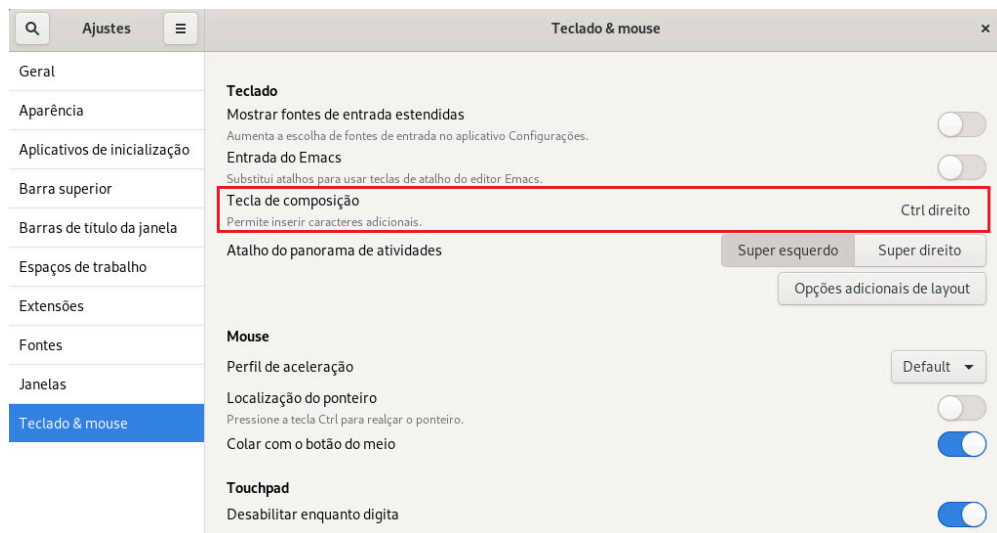 Ajustes
Teclado & mouse
Geral
Aparência
Aplicativos de inicialização
Barra superior
Barras de título da janela
Espaços de trabalho
Extensões
Fontes
Janelas
Teclado & mouse
Teclado
Mostrar fontes de entrada estendidas
Aumenta a escolha de fontes de entrada no aplicativo Configurações.
Entrada do Emacs
Substitui atalhos para usar teclas de atalho do editor Emacs.
Tecla de composição
Ctrl direito
Permite inserir caracteres adicionais.
Atalho do panorama de atividades
Super esquerdo
Super direito
Opções adicionais de layout
Mouse
Perfil de aceleração
Default
Localização do ponteiro
Pressione a tecla Ctrl para realçar o ponteiro.
Colar com o botão do meio
Touchpad
Desabilitar enquanto digita